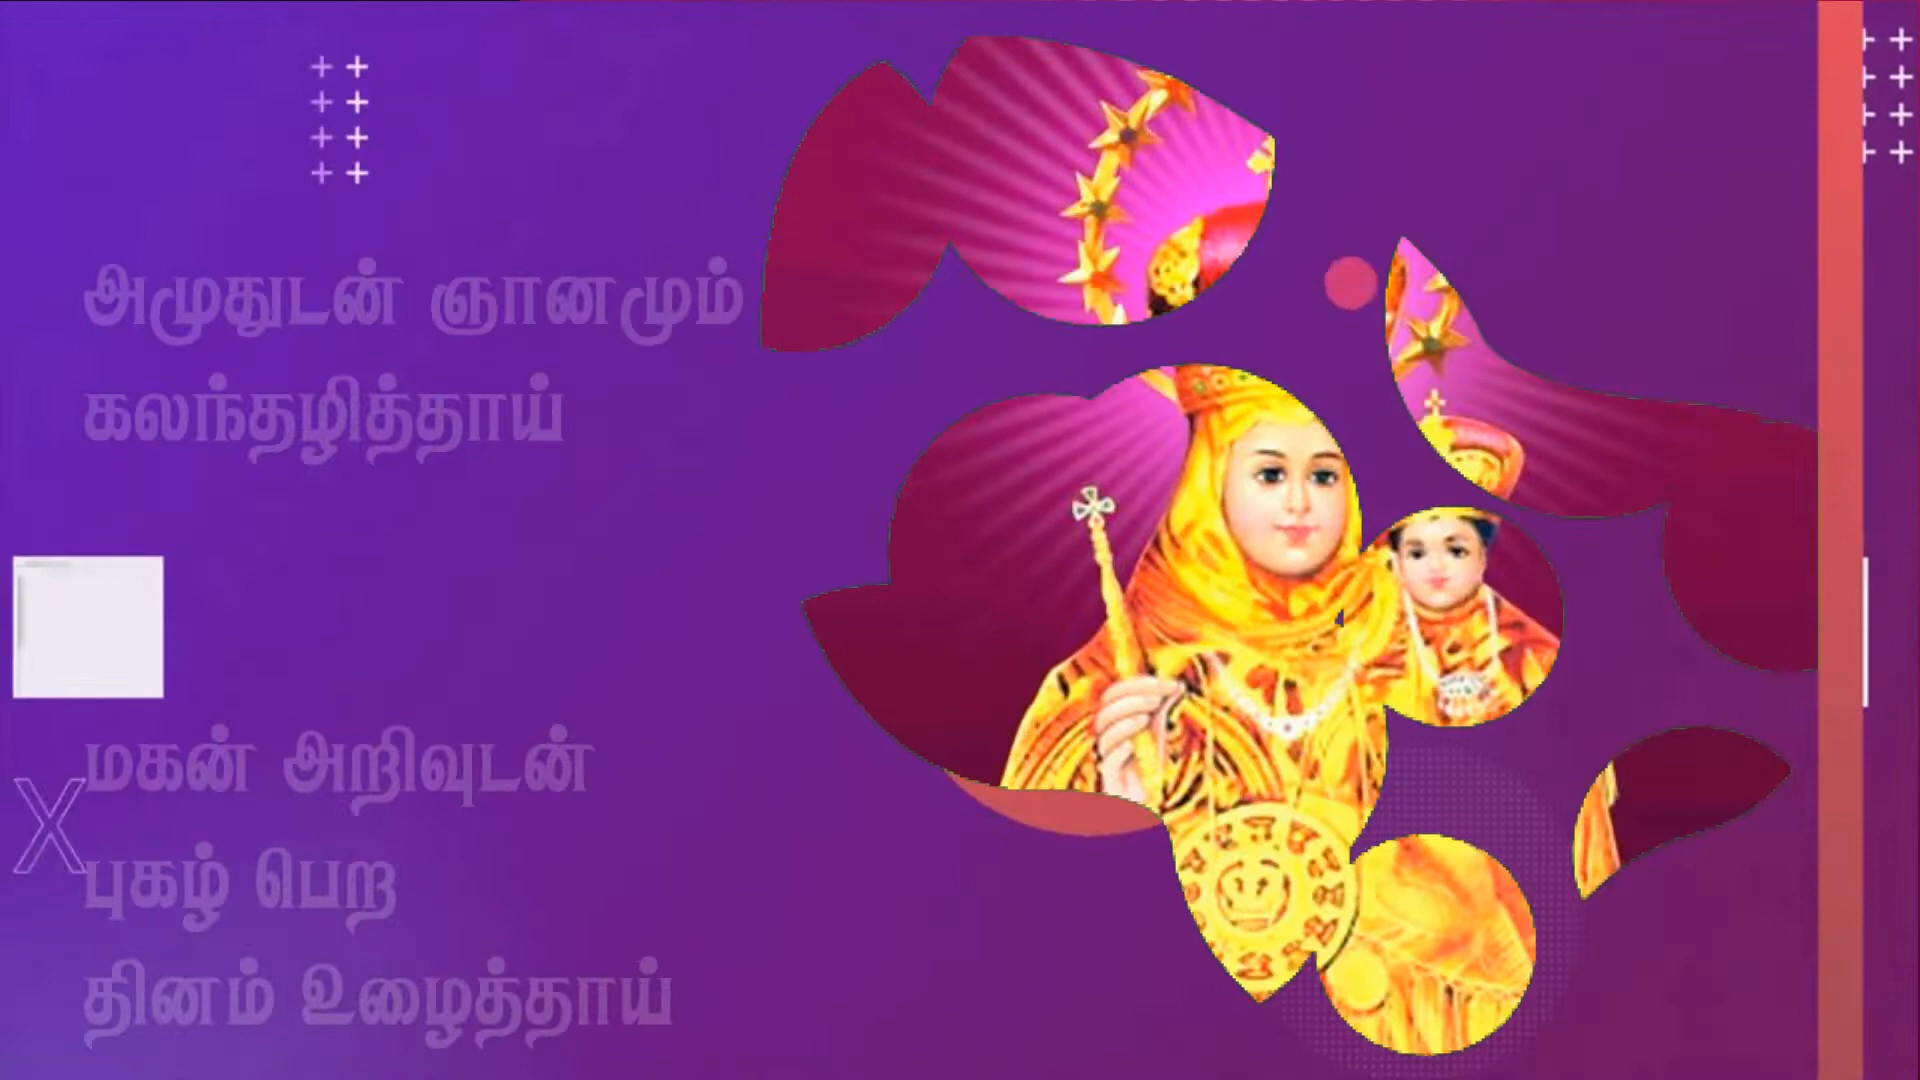 அமுதுடன் ஞானமும்
கலந்தழித்தாய்
மகன் அறிவுடன்
புகழ் பெற
தினம் உழைத்தாய்